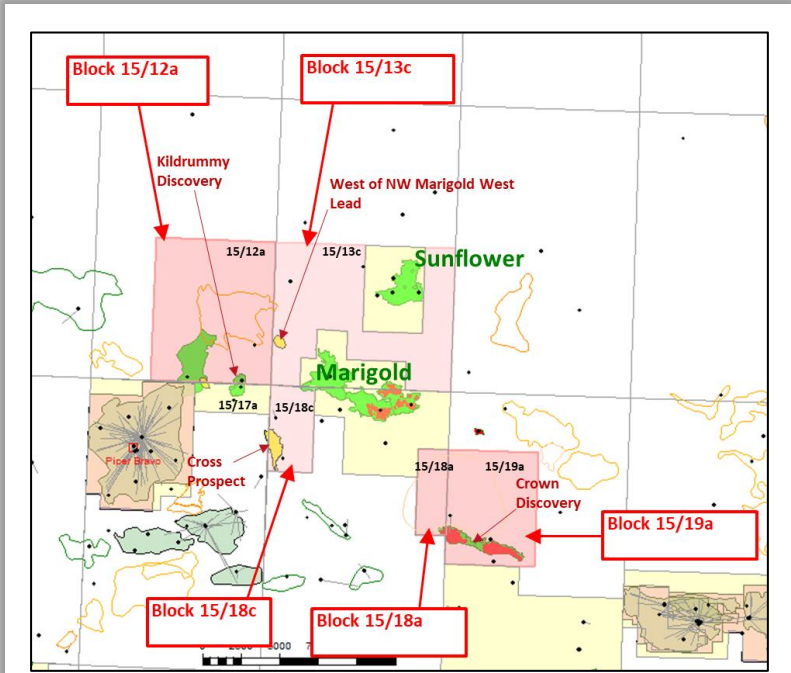 Block 15/12a
Block 15/13c
Kildrummy
Discovery
West of NW Marigold West
Lead
15/12a
15/13c
Sunflower
Marigold
15/17a
15/18c
Piper Bravo
Cross
Prospect
15/18a
15/19a
Crown
Discovery
Block 15/19a
Block 15/18c
Block 15/18a
0